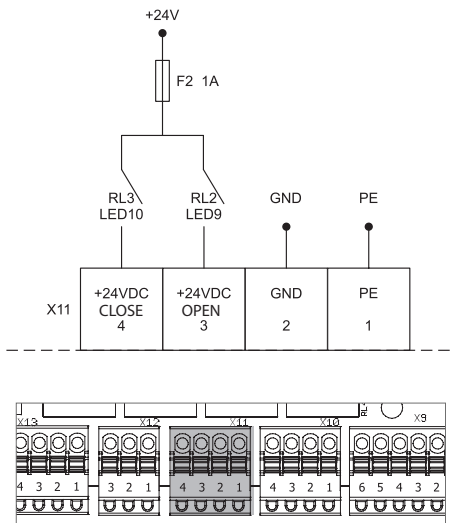 +24V
F2 1A
RL3 RL2 GND PE
LED10 LED9
+24VDC +24VDC GND PE
X11 CLOSE OPEN
4 3 2 1
X13 X12 X11 X10 X9
4 3 2 1 3 2 1 4 3 2 1 4 3 2 1 6 5 4 3 2